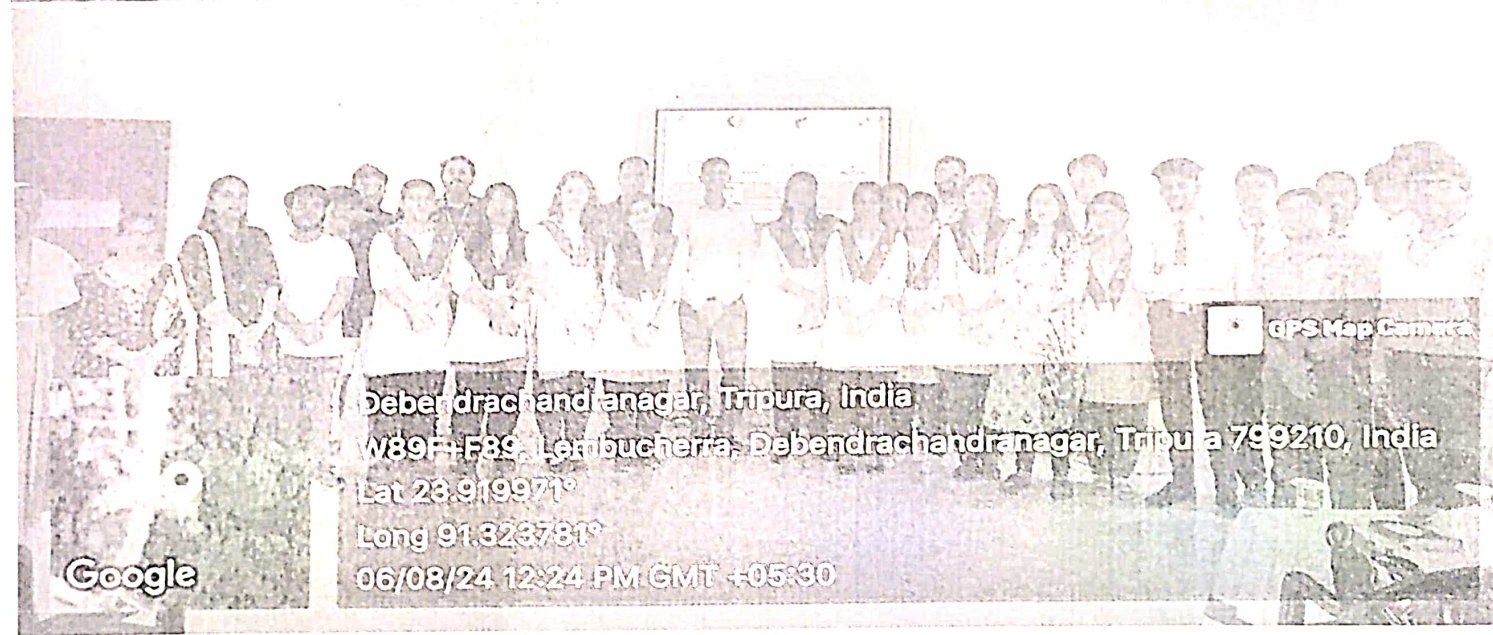 GPS Map Camera
Debendrachandranagar, Tripura, India
W89F+F89, Lembucherra, Debendrachandranagar, Tripura 799210, India
Lat 23.919971°
Long 91.323781°
06/08/24 12:24 PM GMT +05:30
Google